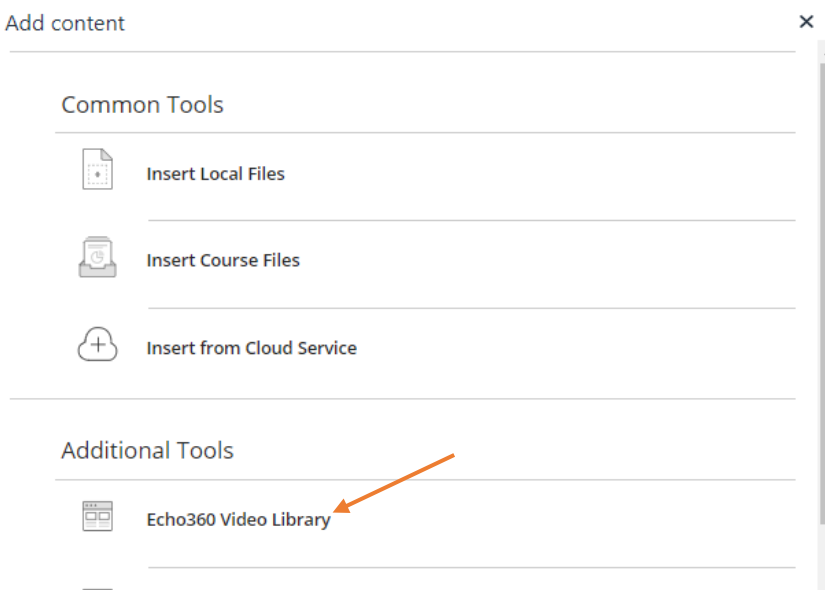 Add content
Common Tools
Insert Local Files
Insert Course Files
Insert from Cloud Service
Additional Tools
Echo360 Video Library